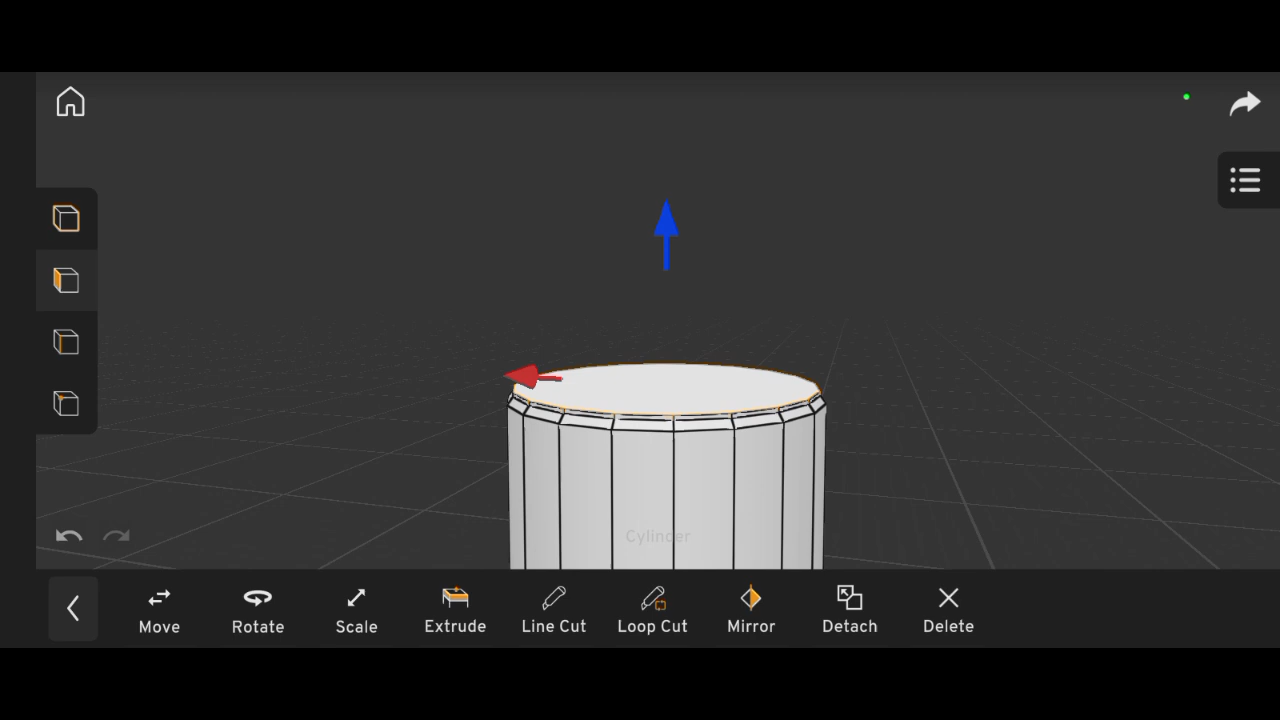 Cylinder
Move
Rotate
Scale
Extrude
Line Cut
Loop Cut
Mirror
Detach
Delete